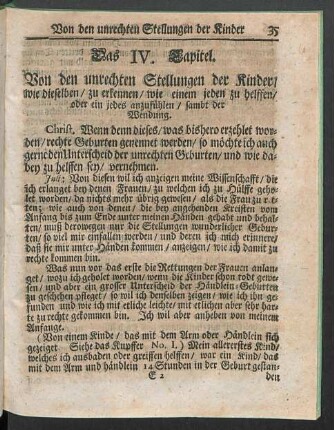 Von den unrechten Stellungen der Kinder 35
Das IV. Capitel.
Von den unrechten Stellungen der Kinder/
wie dieselben/ zu erkennen/ wie einem jeden zu helffen/
oder ein jedes anzufühlen/ sambt der
Wendung.
Christ. Wenn denn dieses/ was bishero erzehlet wor-
den/ rechte Geburten genennet werden/ so möchte ich auch
gerne den Unterscheid der unrechten Geburten/ und wie da-
bey zu helffen sey/ vernehmen.
Just: Von diesen wil ich anzeigen meine Wissenschafft/ die
ich erlanget bey denen Frauen/ zu welchen ich zu Hülffe geho-
let worden/ da nichts mehr übrig gewesen/ als die Frau zu ret-
ten; wie auch von denen/ die bey angehenden Kreisten vom
Anfang bis zum Ende unter meinen Händen gehabt und behal-
ten/ muß derowegen nur die Stellungen wunderlicher Gebur-
ten/ so viel mir anfallen werden/ und deren ich mich erinnere/
daß sie mir unter Händen kommen/ anzeigen/ wie ich damit zu
rechte kommen bin.
Was nun vor das erste die Rettungen der Frauen anlan-
get/ wozu ich geholet worden/ wenn die Kinder schon todt gewe-
sen/ und aber ein grosser Unterscheid der Händlein-Geburten
zu geschehen pfleget/ so wil ich denselben zeigen/ wie ich ihn ge-
funden/ und wie ich mit etlichen leichte/ mit etlichen aber sehr har-
te zu rechte gekommen bin. Ich wil aber anheben von meinem
Anfange.
(Von einem Kinde/ das mit dem Arm oder Händlein sich
gezeiget Siehe das Kupffer No. I.) Mein allererstes Kind/
welches ich ausbaden oder greiffen helffen/ war ein Kind/ das
mit dem Arm und händlein 14 Stunden in der Geburt gestan-
E 2 den